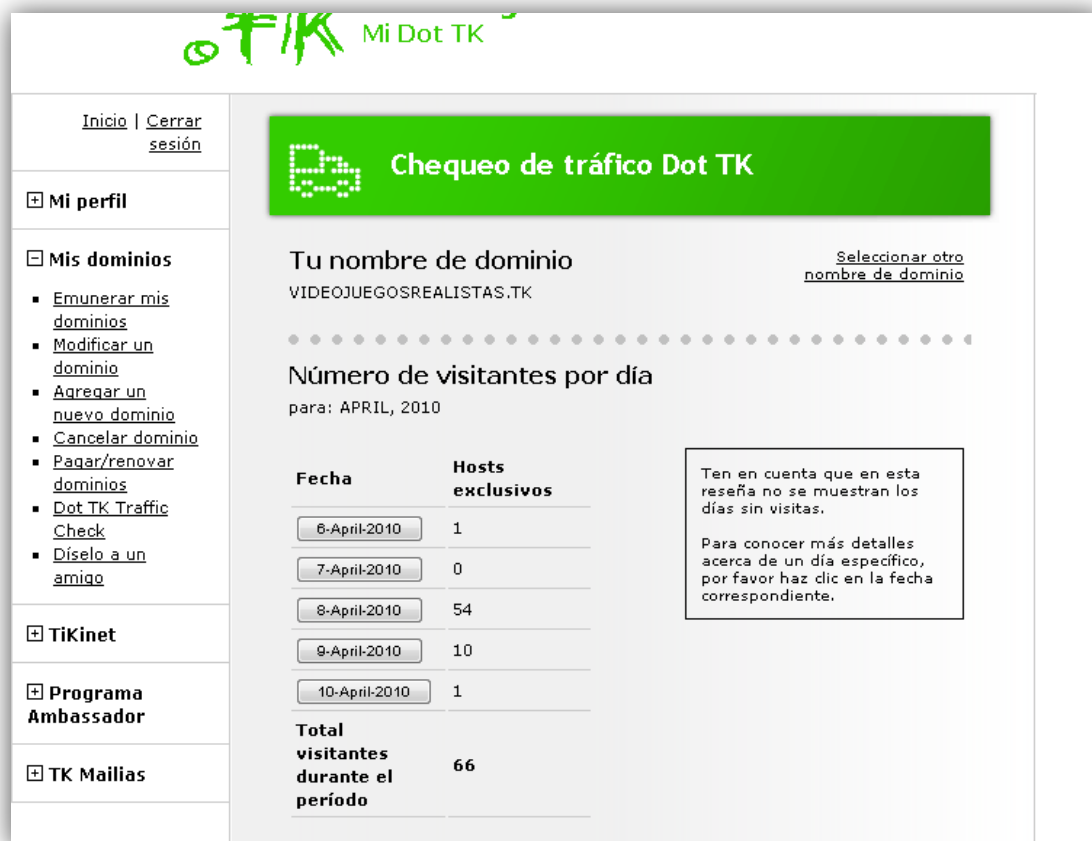 Mi Dot TK
Inicio | Cerrar
sesión
Mi perfil
Mis dominios
Emunerar mis
dominios
Modificar un
dominio
Agregar un
nuevo dominio
Cancelar dominio
Pagar/renovar
dominios
Dot TK Traffic
Check
Díselo a un
amigo
TiKinet
Programa
Ambassador
TK Mailias
Chequeo de tráfico Dot TK
Tu nombre de dominio
VIDEOJUEGOSREALISTAS.TK
Seleccionar otro
nombre de dominio
Número de visitantes por día
para: APRIL, 2010
Fecha Hosts
exclusivos
6-April-2010 1
7-April-2010 0
8-April-2010 54
9-April-2010 10
10-April-2010 1
Total
visitantes
durante el
período
66
Ten en cuenta que en esta
reseña no se muestran los
días sin visitas.
Para conocer más detalles
acerca de un día específico,
por favor haz clic en la fecha
correspondiente.